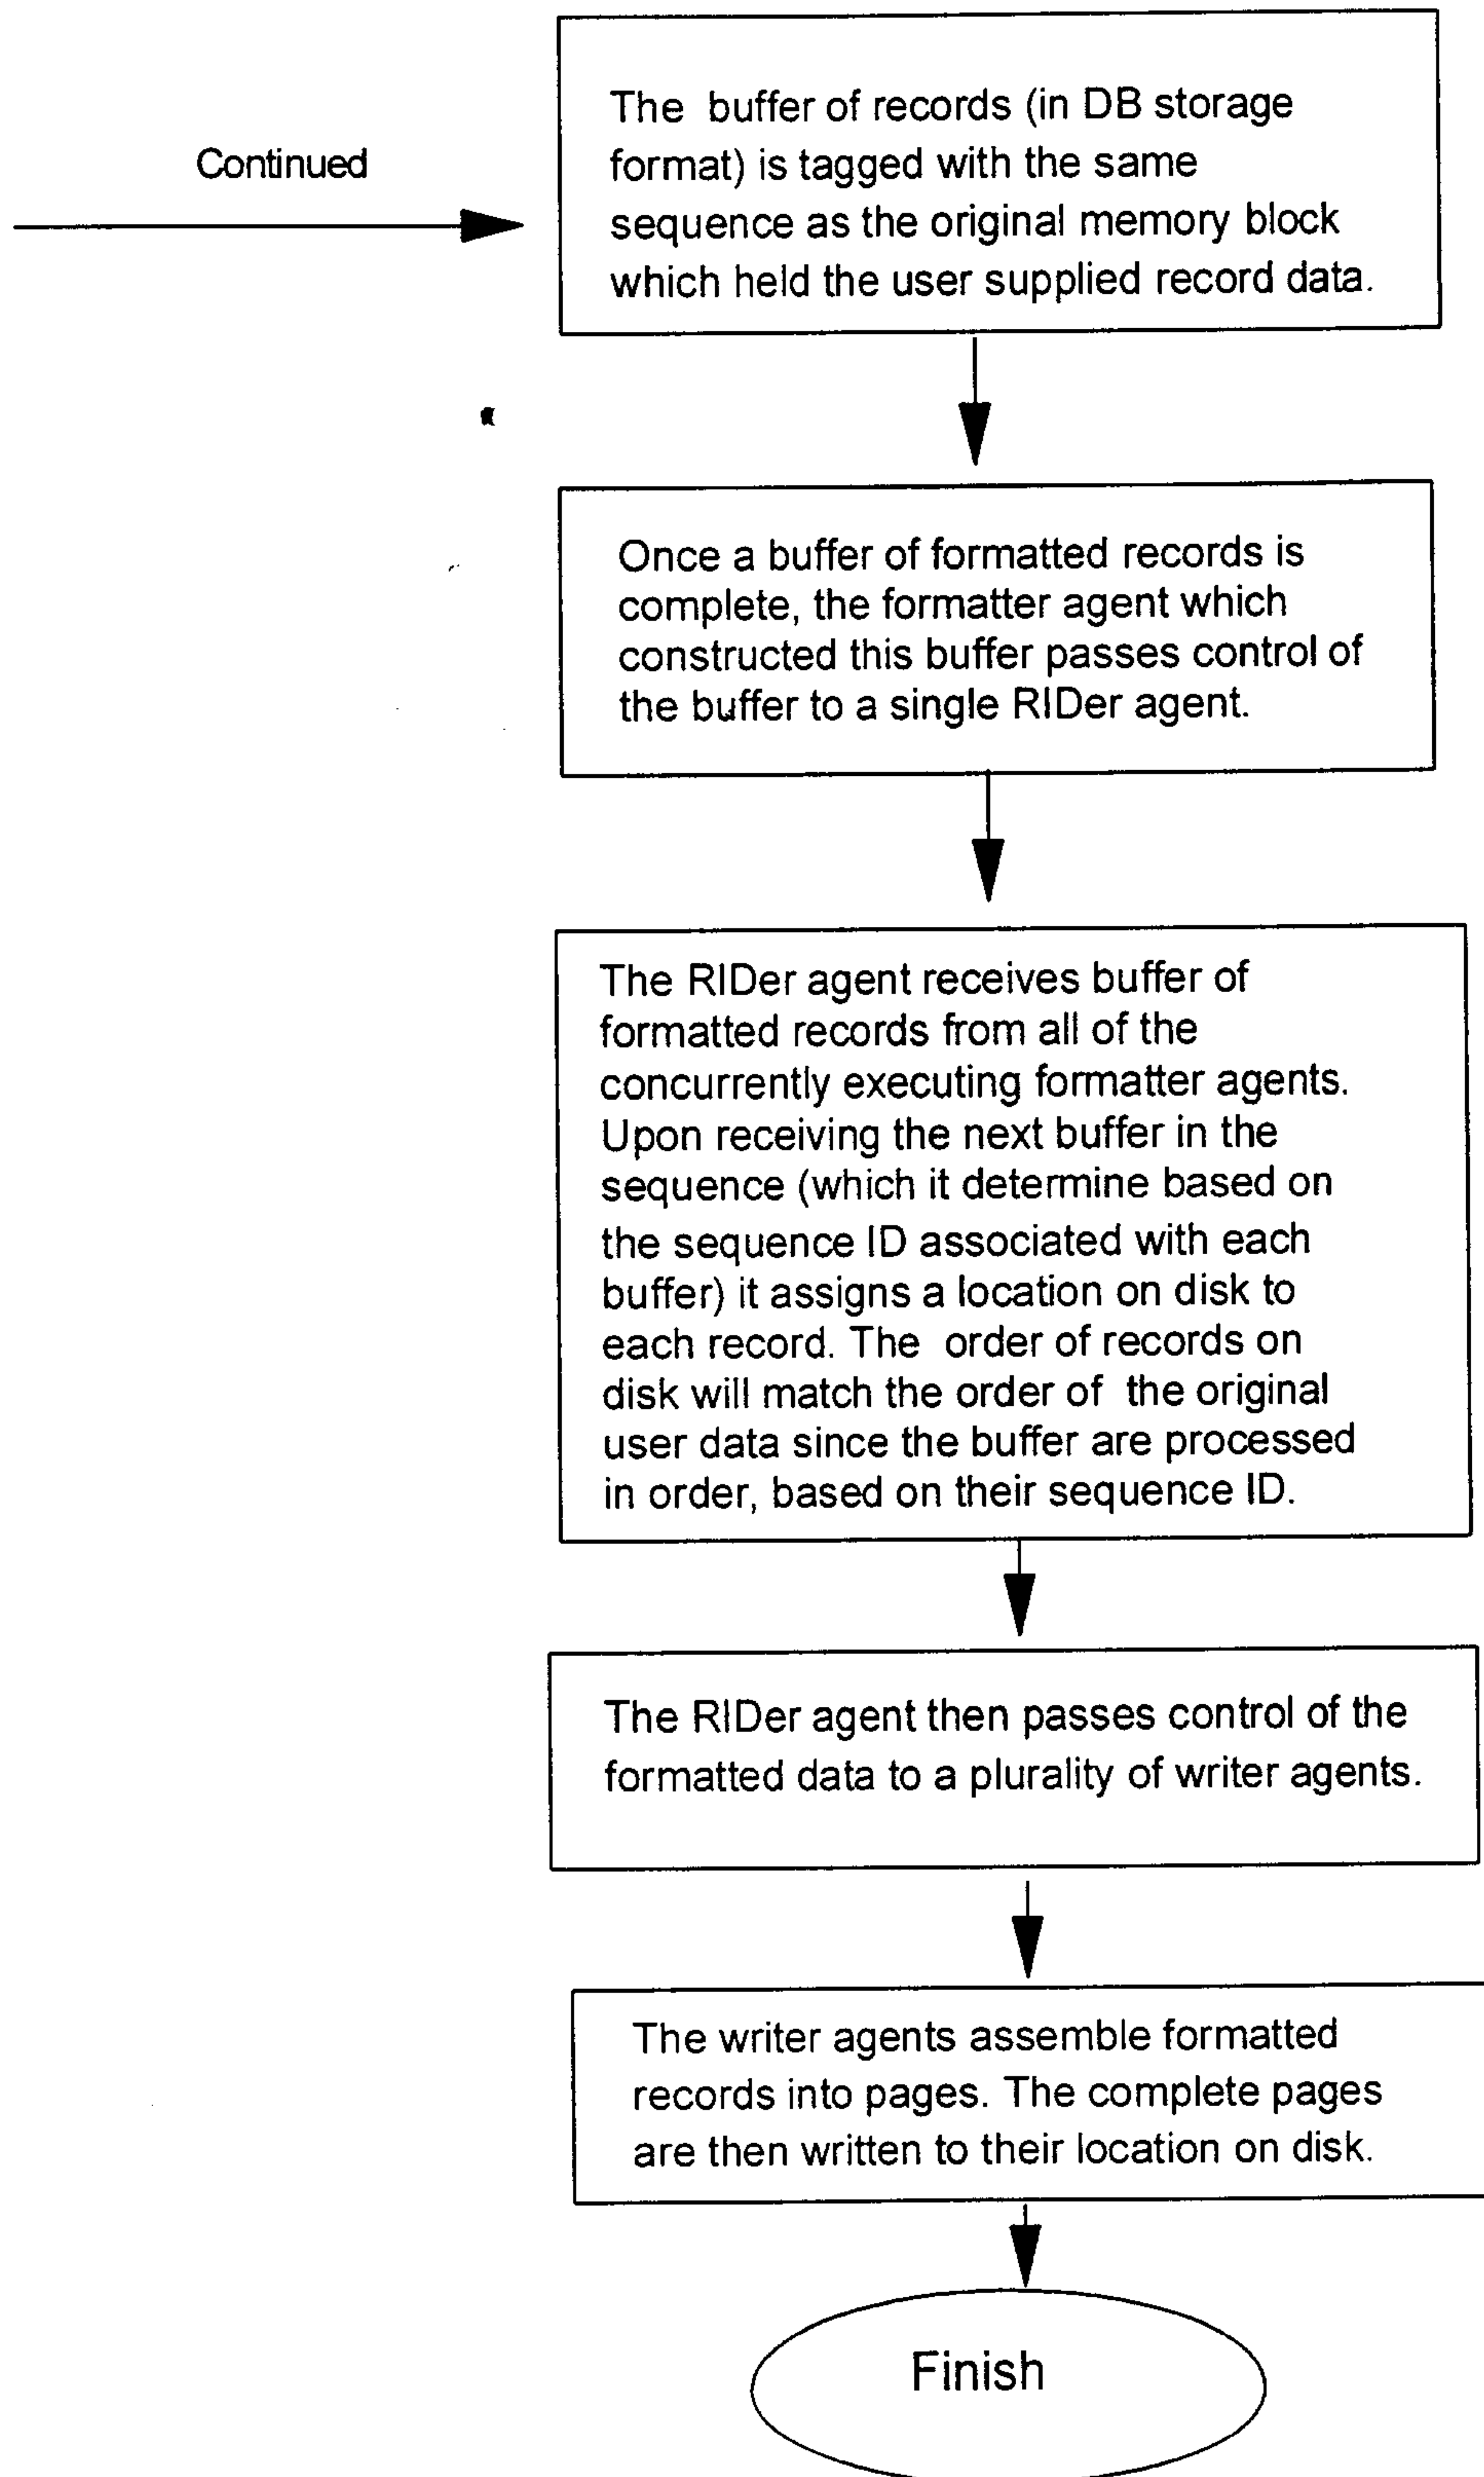 Continued
The buffer of records (in DB storage
format) is tagged with the same
sequence as the original memory block
which held the user supplied record data.
Once a buffer of formatted records is
complete, the formatter agent which
constructed this buffer passes control of
the buffer to a single RIDer agent.
The RIDer agent receives buffer of
formatted records from all of the
concurrently executing formatter agents.
Upon receiving the next buffer in the
sequence (which it determine based on
the sequence ID associated with each
buffer) it assigns a location on disk to
each record. The order of records on
disk will match the order of the original
user data since the buffer are processed
in order, based on their sequence ID.
The RIDer agent then passes control of the
formatted data to a plurality of writer agents.
The writer agents assemble formatted
records into pages. The complete pages
are then written to their location on disk.
Finish